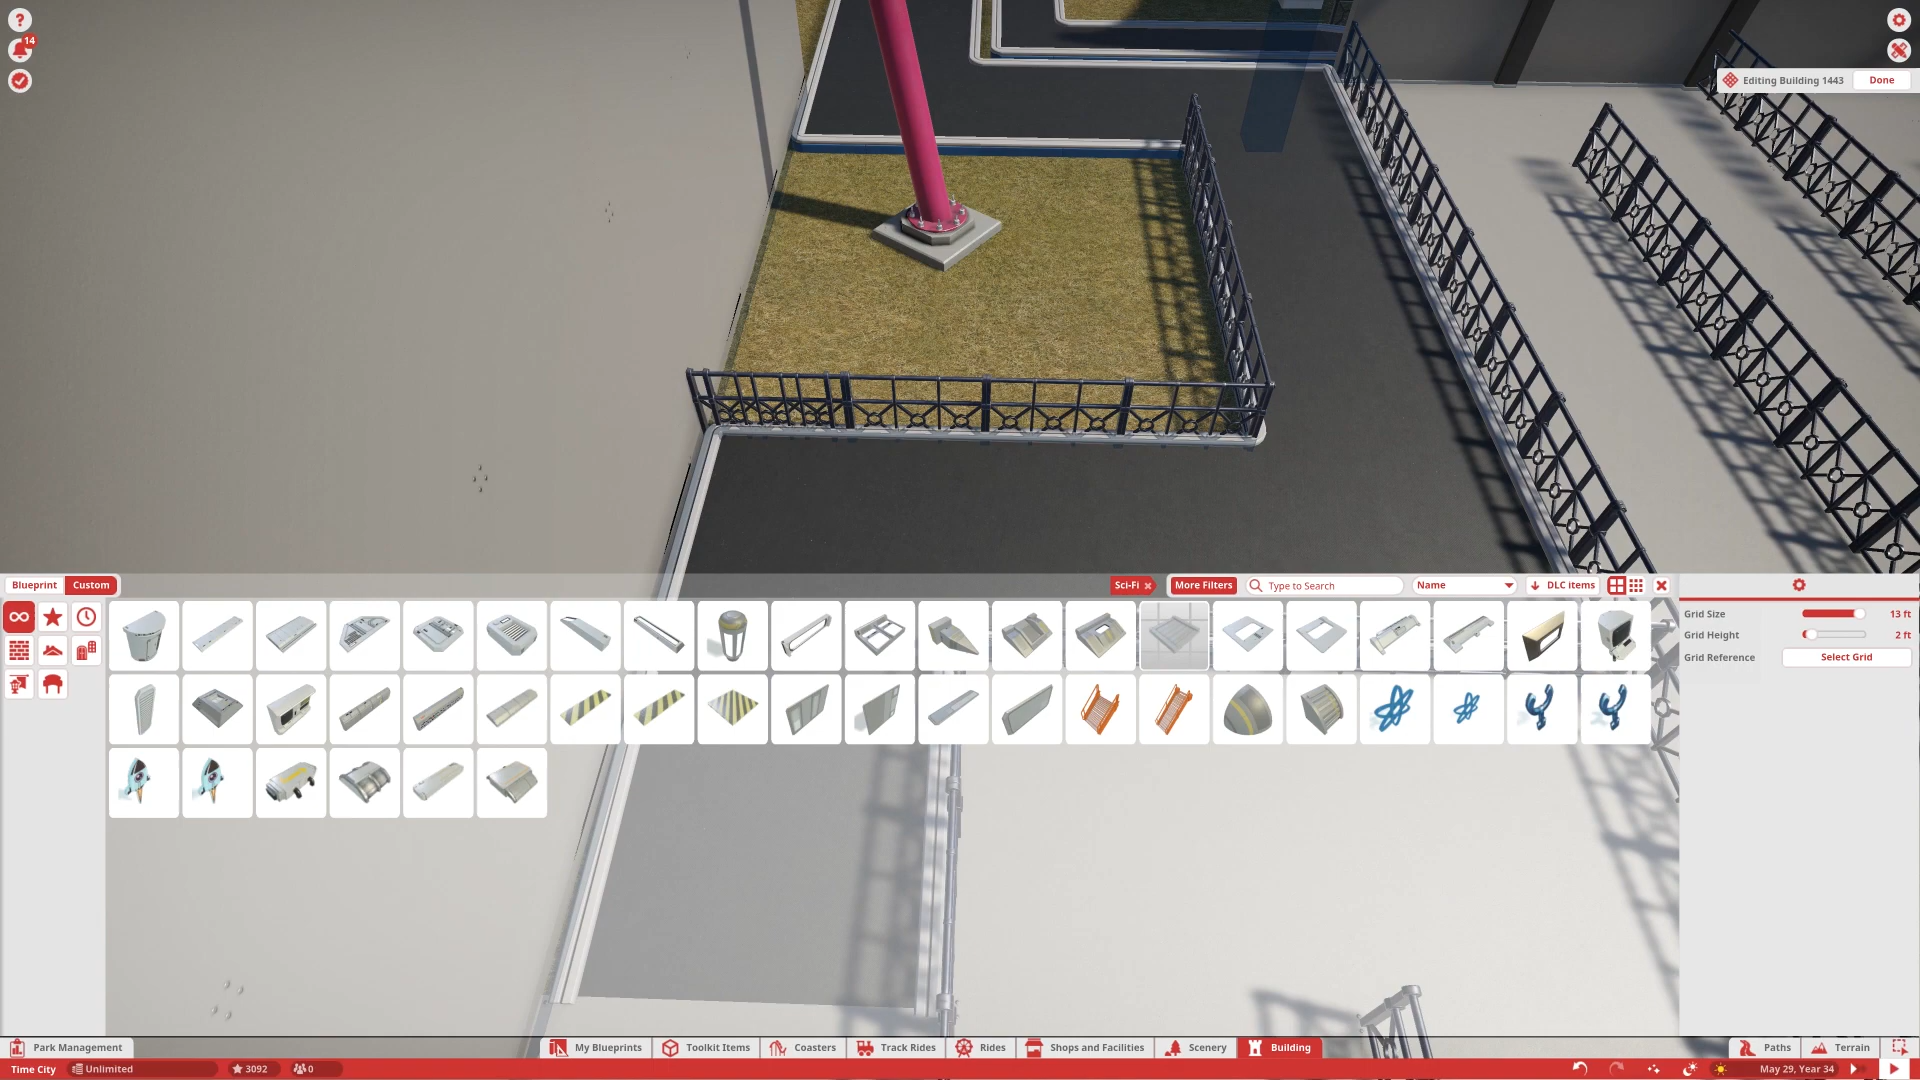 ?
14
Editing Building 1443 Done
Blueprint Custom
Sci-Fi × More Filters Type to Search Name DLC items
Grid Size 13 ft
Grid Height 2 ft
Grid Reference Select Grid
Park Management My Blueprints Toolkit Items Coasters Track Rides Rides Shops and Facilities Scenery Building Paths Terrain
Time City Unlimited 3092 0 May 29, Year 34